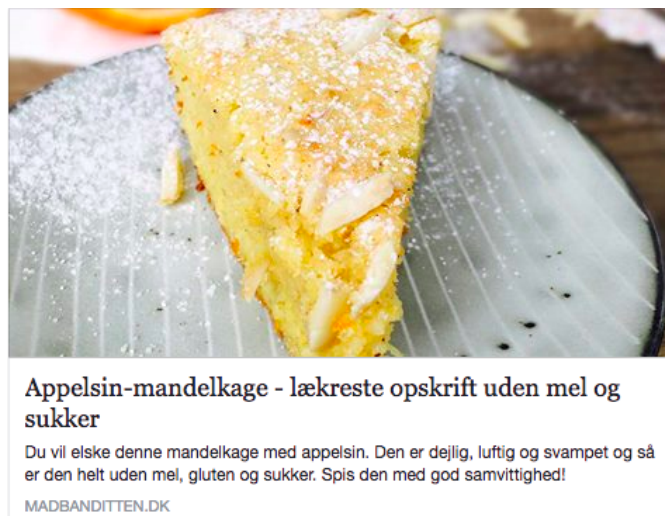 Appelsin-mandelkage - lækreste opskrift uden mel og
sukker
Du vil elske denne mandelkage med appelsin. Den er dejlig, luftig og svampet og så
er den helt uden mel, gluten og sukker. Spis den med god samvittighed!
MADBANDITTEN.DK